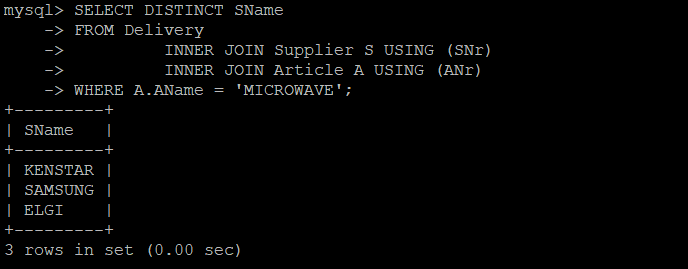 mysql> SELECT DISTINCT SName
    -> FROM Delivery
    ->          INNER JOIN Supplier S USING (SNr)
    ->          INNER JOIN Article A USING (ANr)
    -> WHERE A.AName = 'MICROWAVE';
+---------+
| SName   |
+---------+
| KENSTAR |
| SAMSUNG |
| ELGI    |
+---------+
3 rows in set (0.00 sec)